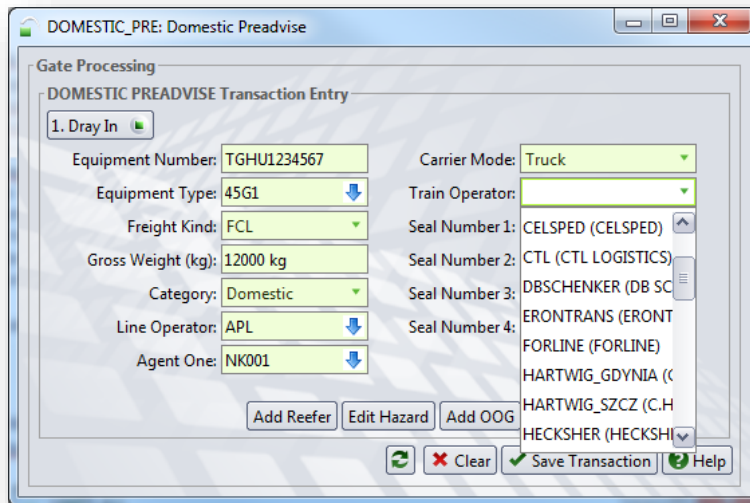 DOMESTIC_PRE: Domestic Preadvise
Gate Processing
DOMESTIC PREADVISE Transaction Entry
1. Dray In
Equipment Number: TGHU1234567
Carrier Mode: Truck
Equipment Type: 45G1
Train Operator:
Freight Kind: FCL
Seal Number 1:
Gross Weight (kg): 12000 kg
Seal Number 2:
Category: Domestic
Seal Number 3:
Line Operator: APL
Seal Number 4:
Agent One: NK001
CELSPED (CELSPED)
CTL (CTL LOGISTICS)
DBSCHENKER (DB SC
ERONTRANS (ERONT
FORLINE (FORLINE)
HARTWIG_GDYNIA (C
HARTWIG_SZCZ (C.H
HECKSHER (HECKSHI
Add Reefer Edit Hazard Add OOG
Clear Save Transaction Help